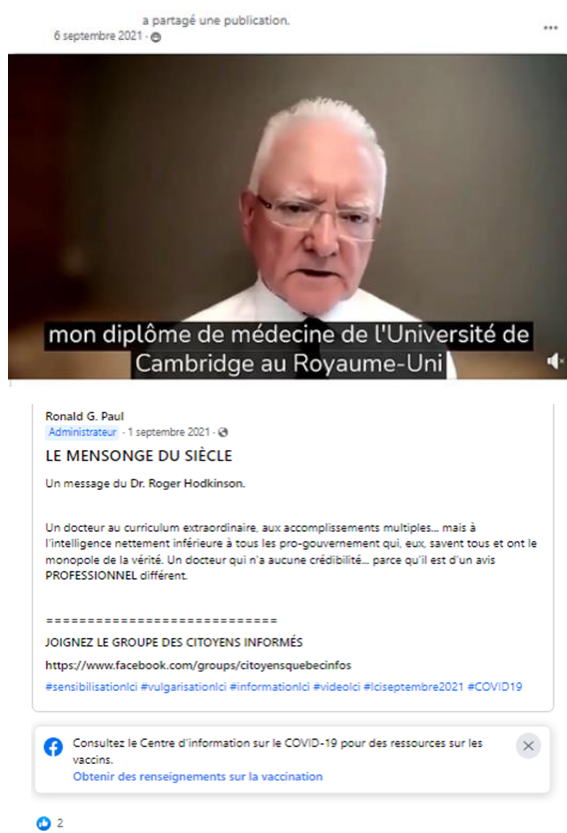 a partagé une publication.
6 septembre 2021 ·
mon diplôme de médecine de l'Université de
Cambridge au Royaume-Uni
Ronald G. Paul
Administrateur · 1 septembre 2021 ·
LE MENSONGE DU SIÈCLE
Un message du Dr. Roger Hodkinson.
Un docteur au curriculum extraordinaire, aux accomplissements multiples... mais à
l'intelligence nettement inférieure à tous les pro-gouvernement qui, eux, savent tous et ont le
monopole de la vérité. Un docteur qui n'a aucune crédibilité... parce qu'il est d'un avis
PROFESSIONNEL différent.
============================
JOIGNEZ LE GROUPE DES CITOYENS INFORMÉS
https://www.facebook.com/groups/citoyensquebecinfos
#sensibilisationIci #vulgarisationIci #informationIci #videoIci #Iciseptembre2021 #COVID19
Consultez le Centre d'information sur le COVID-19 pour des ressources sur les
vaccins.
Obtenir des renseignements sur la vaccination
2